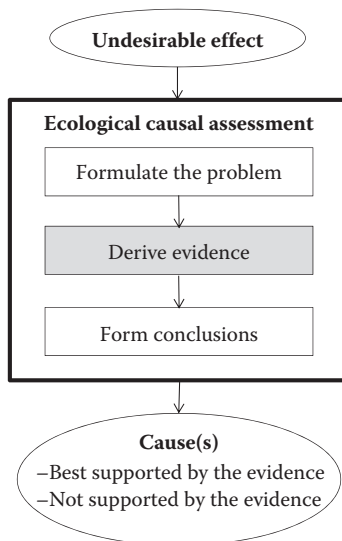 Undesirable effect
Ecological causal assessment
Formulate the problem
Derive evidence
Form conclusions
Cause(s)
–Best supported by the evidence
–Not supported by the evidence